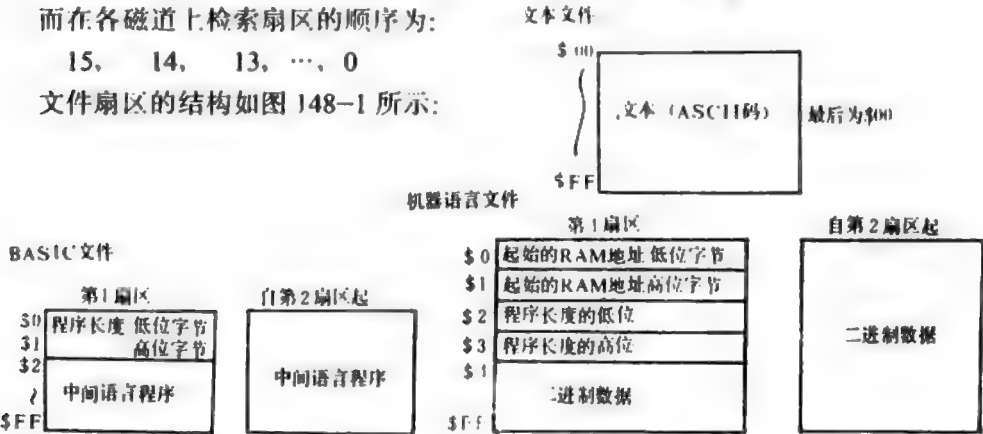 而在各磁道上检索扇区的顺序为:
15, 14, 13, …, 0
文件扇区的结构如图 148-1 所示:
文本文件
$00
文本 (ASCII码)
最后为$00
$FF
BASIC文件
第1扇区
$0 程序长度 低位字节
$1 高位字节
$2
中间语言程序
$FF
自第2扇区起
中间语言程序
机器语言文件
第1扇区
$0 起始的RAM地址低位字节
$1 起始的RAM地址高位字节
$2 程序长度的低位
$3 程序长度的高位
二进制数据
$FF
自第2扇区起
二进制数据